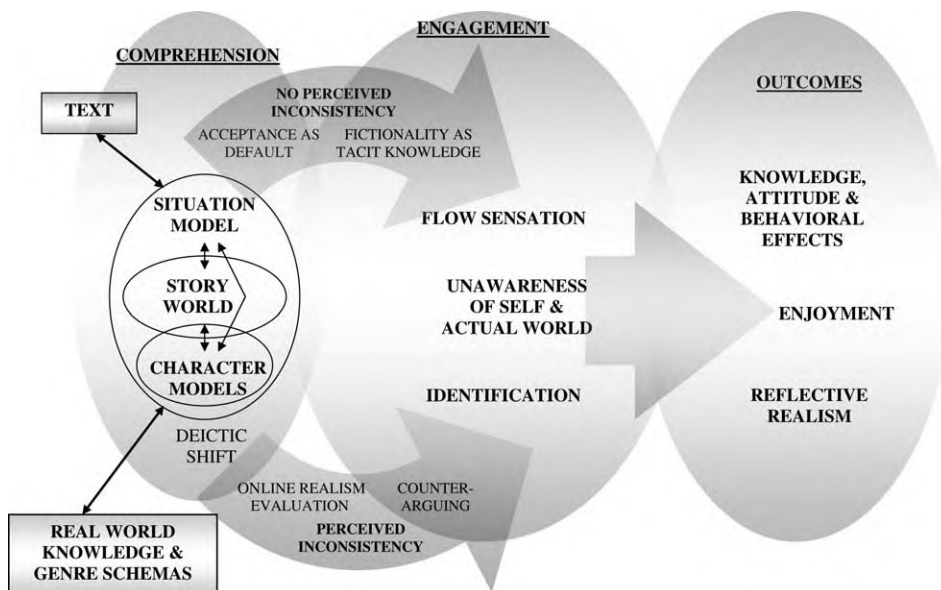 COMPREHENSION
TEXT
SITUATION
MODEL
STORY
WORLD
CHARACTER
MODELS
DEICTIC
SHIFT
REAL WORLD
KNOWLEDGE &
GENRE SCHEMAS
NO PERCEIVED
INCONSISTENCY
ACCEPTANCE AS
DEFAULT
FICTIONALITY AS
TACIT KNOWLEDGE
ONLINE REALISM
EVALUATION
COUNTER-
ARGUING
PERCEIVED
INCONSISTENCY
ENGAGEMENT
FLOW SENSATION
UNAWARENESS
OF SELF &
ACTUAL WORLD
IDENTIFICATION
OUTCOMES
KNOWLEDGE,
ATTITUDE &
BEHAVIORAL
EFFECTS
ENJOYMENT
REFLECTIVE
REALISM